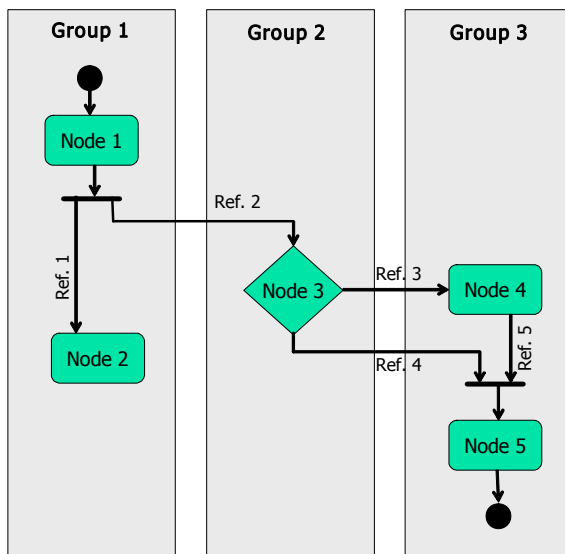 Group 1
Group 2
Group 3
Node 1
Ref. 2
Ref. 1
Node 3
Ref. 3
Node 4
Node 2
Ref. 4
Ref. 5
Node 5